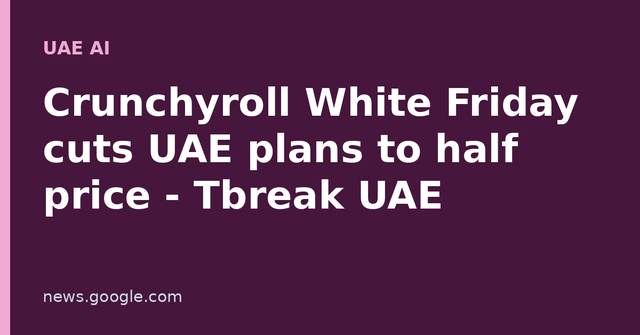 UAE AI
Crunchyroll White Friday
cuts UAE plans to half
price - Tbreak UAE
news.google.com